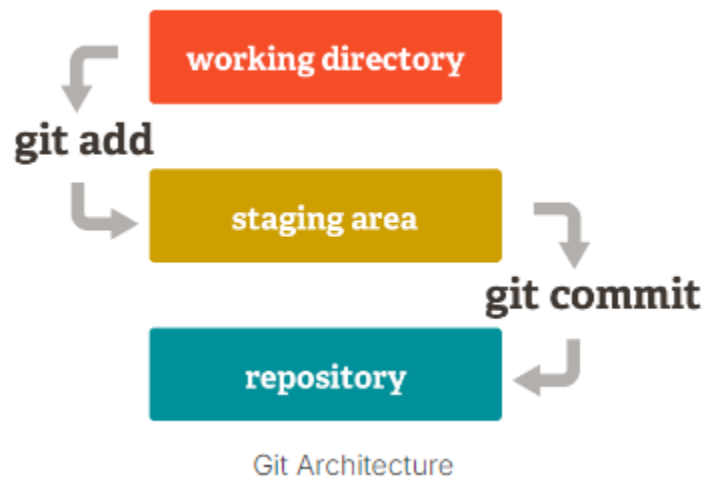 working directory
git add
staging area
git commit
repository
Git Architecture